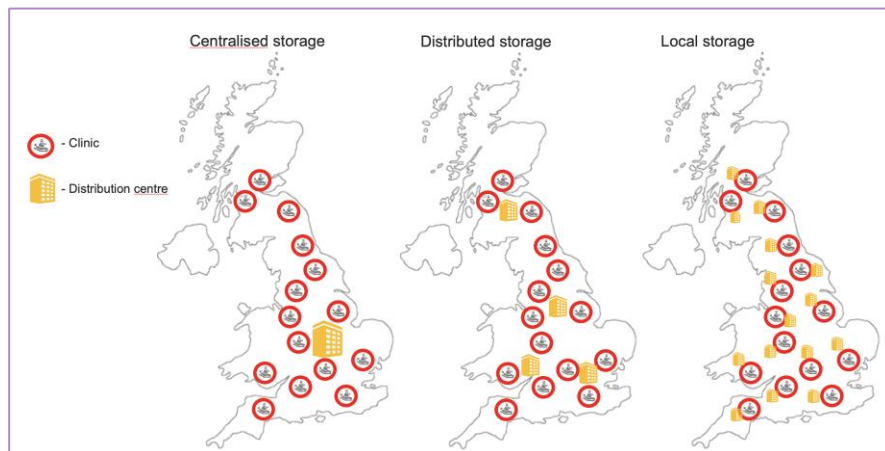 Centralised storage
Distributed storage
Local storage
- Clinic
- Distribution centre